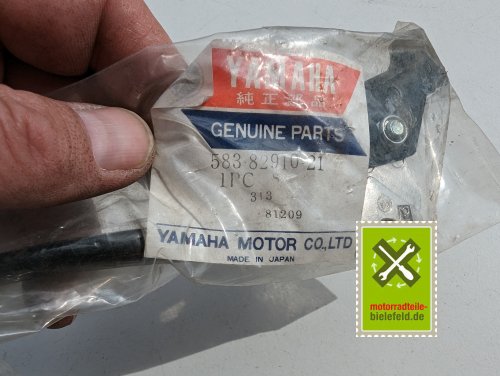 YAMAHA
純正部品
GENUINE PARTS
583-82910-21
1PC
313
81209
YAMAHA MOTOR CO.,LTD
MADE IN JAPAN
motorradteile-
bielefeld.de